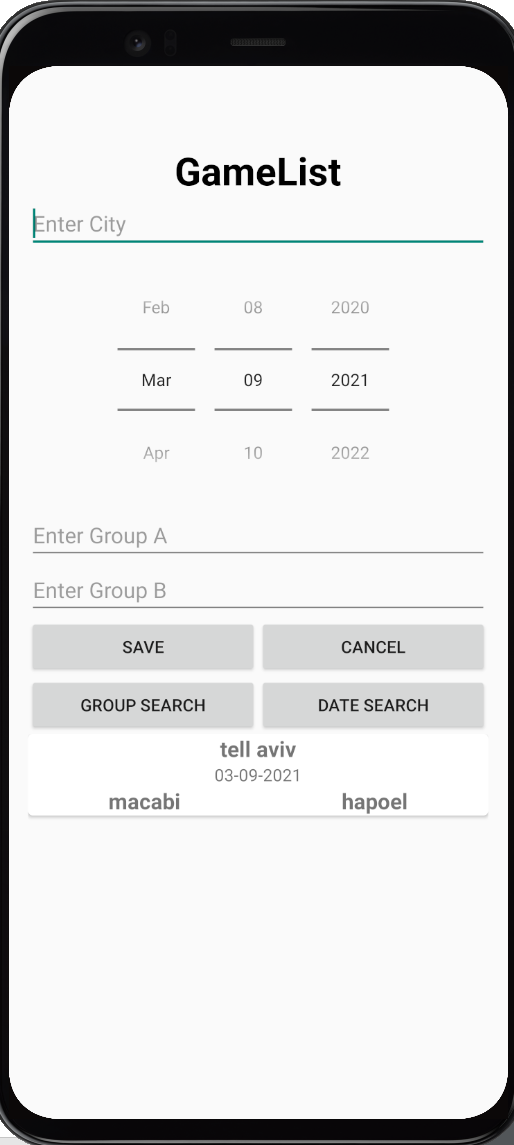 GameList
Enter City
Feb 08 2020
Mar 09 2021
Apr 10 2022
Enter Group A
Enter Group B
SAVE CANCEL
GROUP SEARCH DATE SEARCH
tell aviv
03-09-2021
macabi hapoel